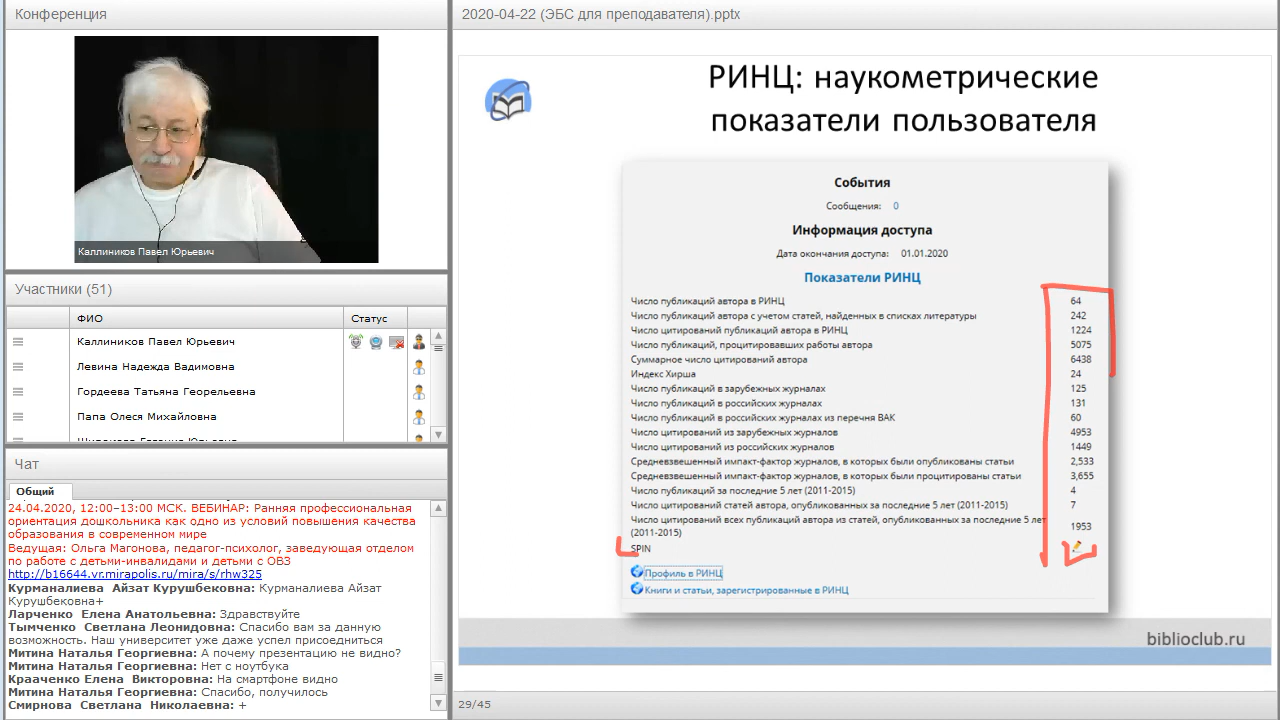 Конференция
Каллиников Павел Юрьевич
Участники (51)
ФИО
Статус
Каллиников Павел Юрьевич
Левина Надежда Вадимовна
Гордеева Татьяна Георельевна
Папа Олеся Михайловна
Чат
Общий
24.04.2020, 12:00–13:00 МСК. ВЕБИНАР: Ранняя профессиональная
ориентация дошкольника как одно из условий повышения качества
образования в современном мире
Ведущая: Ольга Магонова, педагог-психолог, заведующая отделом
по работе с детьми-инвалидами и детьми с ОВЗ
http://b16644.vr.mirapolis.ru/mira/s/rhw325
Курманалиева Айзат Курушбековна: Курманалиева Айзат
Курушбековна+
Ларченко Елена Анатольевна: Здравствуйте
Тымченко Светлана Леонидовна: Спасибо вам за данную
возможность. Наш университет уже даже успел присоединиться
Митина Наталья Георгиевна: А почему презентацию не видно?
Митина Наталья Георгиевна: Нет с ноутбука
Крааченко Елена Викторовна: На смартфоне видно
Митина Наталья Георгиевна: Спасибо, получилось
Смирнова Светлана Николаевна: +
2020-04-22 (ЭБС для преподавателя).pptx
РИНЦ: наукометрические
показатели пользователя
События
Сообщения: 0
Информация доступа
Дата окончания доступа: 01.01.2020
Показатели РИНЦ
Число публикаций автора в РИНЦ 64
Число публикаций автора с учетом статей, найденных в списках литературы 242
Число цитирований публикаций автора в РИНЦ 1224
Число публикаций, процитировавших работы автора 5075
Суммарное число цитирований автора 6438
Индекс Хирша 24
Число публикаций в зарубежных журналах 125
Число публикаций в российских журналах 131
Число публикаций в российских журналах из перечня ВАК 60
Число цитирований из зарубежных журналов 4953
Число цитирований из российских журналов 1449
Средневзвешенный импакт-фактор журналов, в которых были опубликованы статьи 2,533
Средневзвешенный импакт-фактор журналов, в которых были процитированы статьи 3,655
Число публикаций за последние 5 лет (2011-2015) 4
Число цитирований статей автора, опубликованных за последние 5 лет (2011-2015) 7
Число цитирований всех публикаций автора из статей, опубликованных за последние 5 лет
(2011-2015) 1953
SPIN
Профиль в РИНЦ
Книги и статьи, зарегистрированные в РИНЦ
biblioclub.ru
29/45